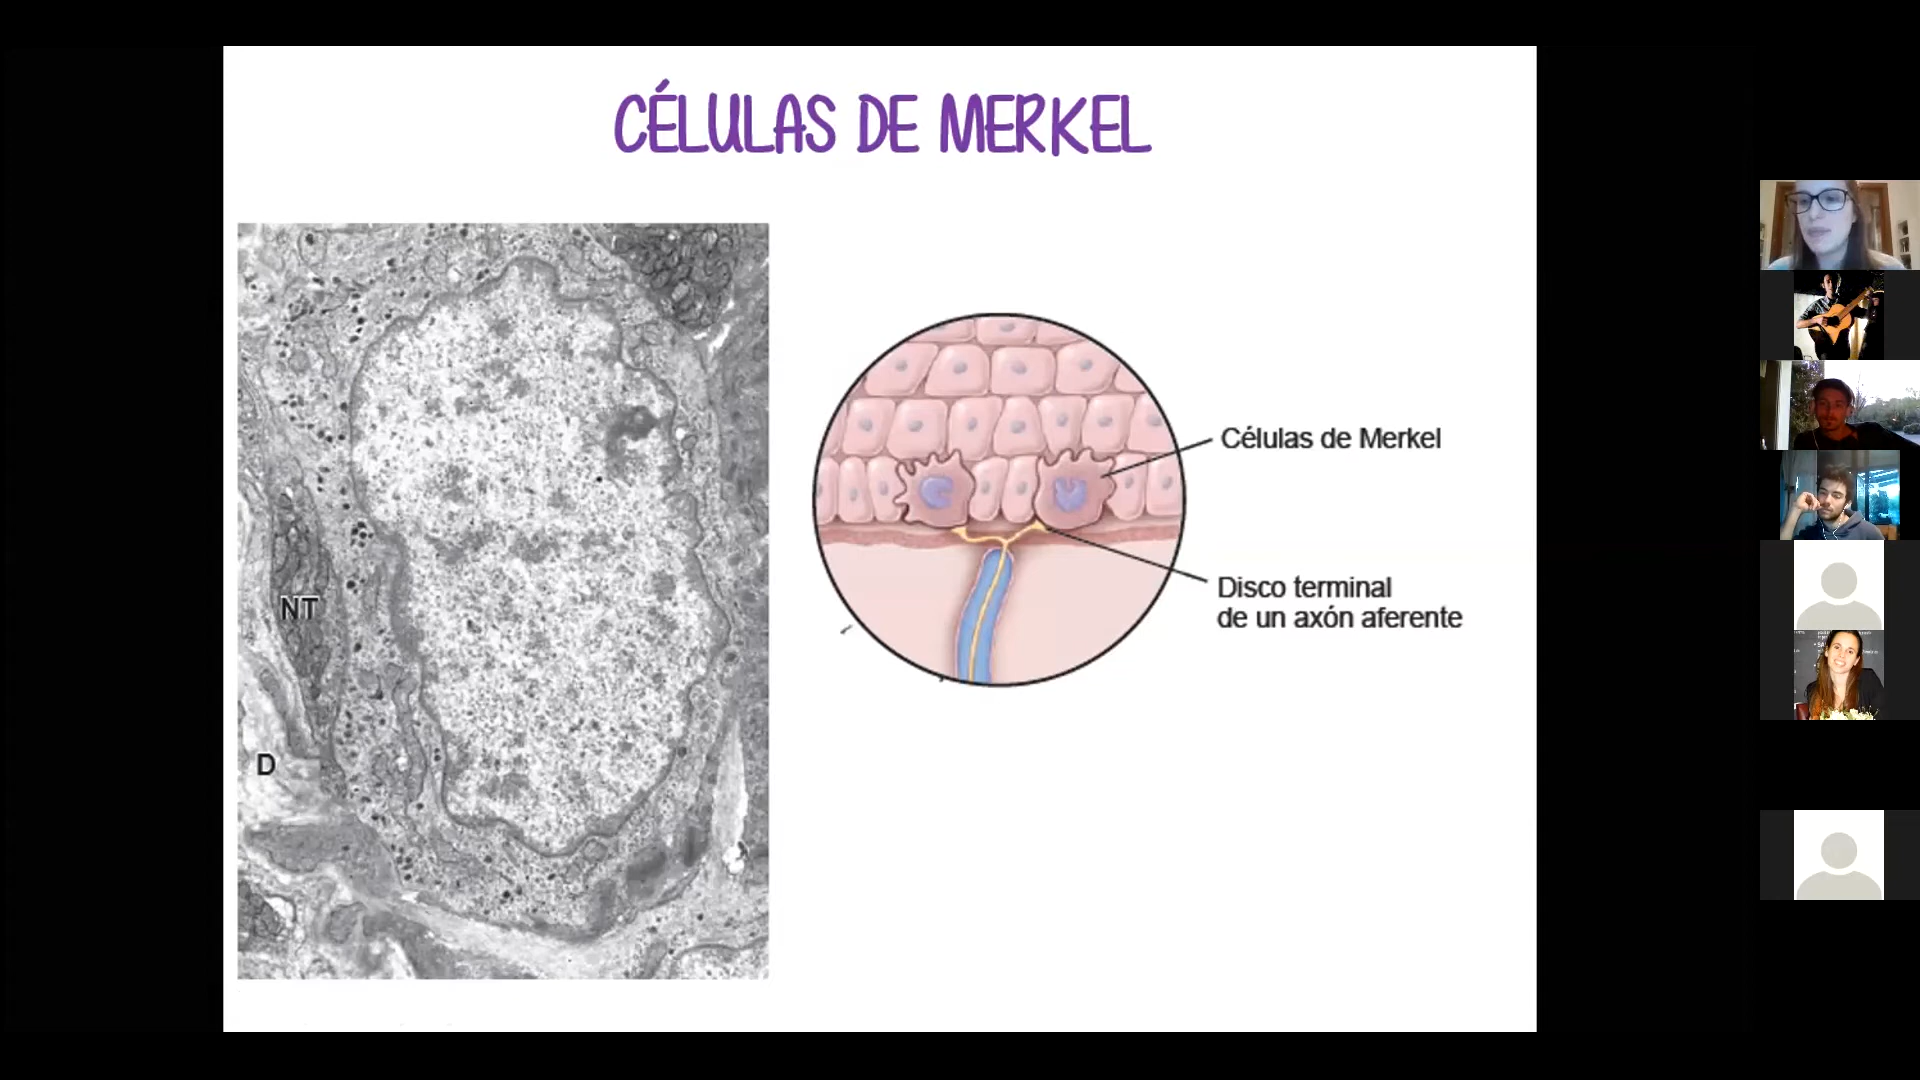 CÉLULAS DE MERKEL
NT
D
Células de Merkel
Disco terminal
de un axón aferente